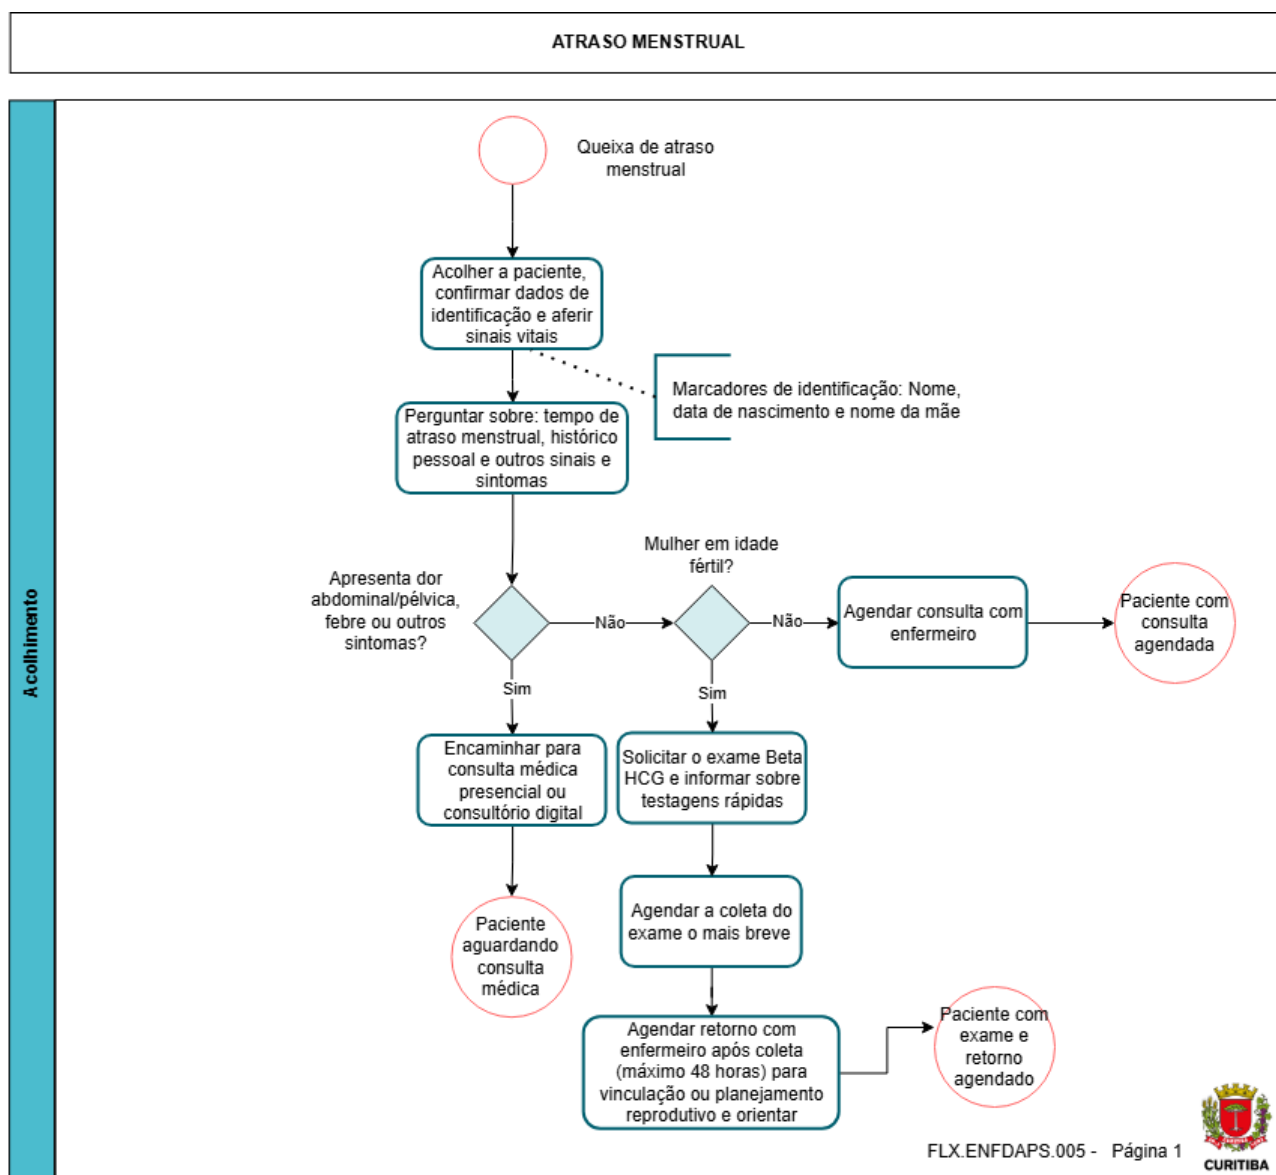 ATRASO MENSTRUAL
Acolhimento
Queixa de atraso
menstrual
Acolher a paciente,
confirmar dados de
identificação e aferir
sinais vitais
Marcadores de identificação: Nome,
data de nascimento e nome da mãe
Perguntar sobre: tempo de
atraso menstrual, histórico
pessoal e outros sinais e
sintomas
Apresenta dor
abdominal/pélvica,
febre ou outros
sintomas?
Não
Mulher em idade
fértil?
Não
Agendar consulta com
enfermeiro
Paciente com
consulta
agendada
Sim
Sim
Encaminhar para
consulta médica
presencial ou
consultório digital
Solicitar o exame Beta
HCG e informar sobre
testagens rápidas
Paciente
aguardando
consulta
médica
Agendar a coleta do
exame o mais breve
Agendar retorno com
enfermeiro após coleta
(máximo 48 horas) para
vinculação ou planejamento
reprodutivo e orientar
Paciente com
exame e
retorno
agendado
FLX.ENFDAPS.005 - Página 1
CURITIBA